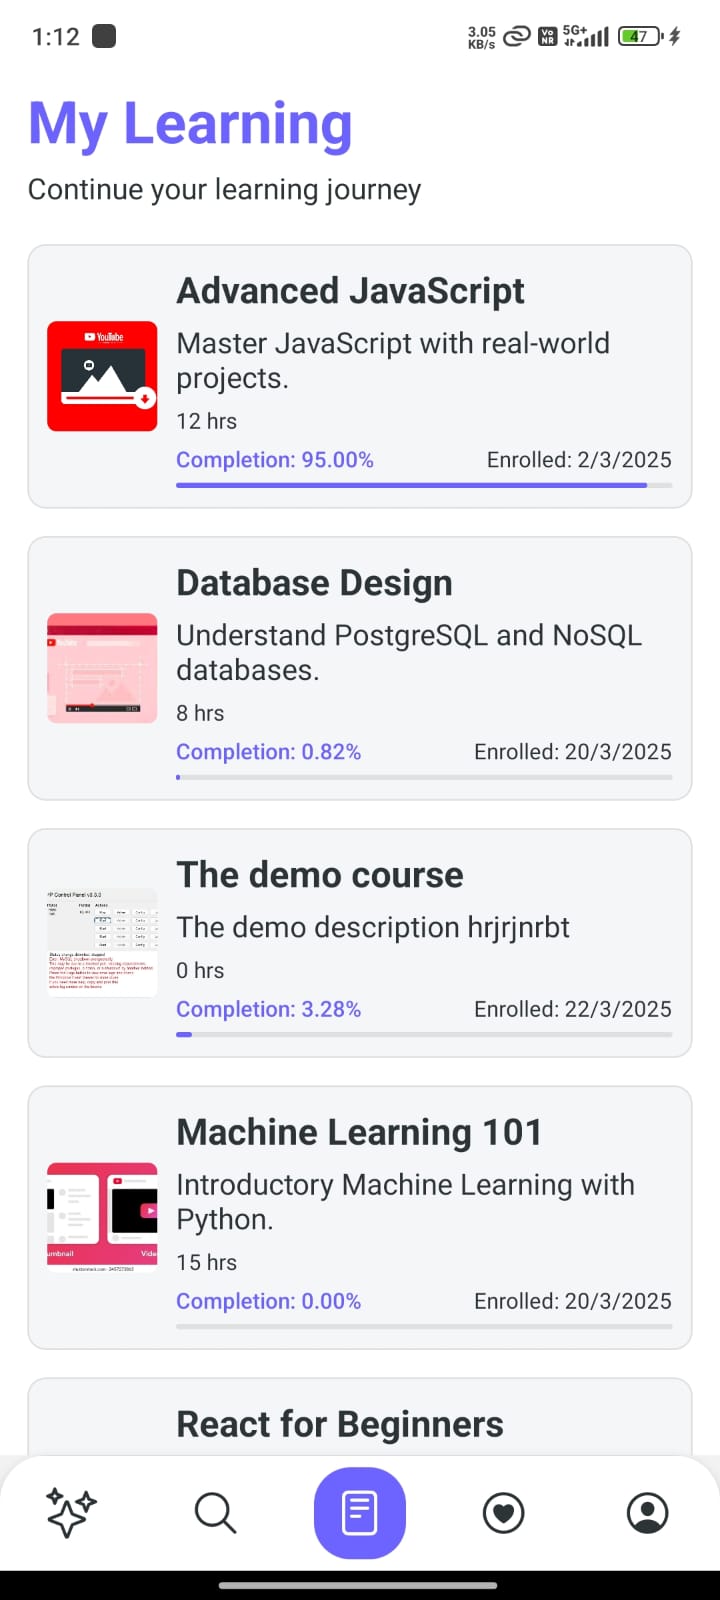 1:12
3.05
KB/s
Vo
NR
5G+
47
My Learning
Continue your learning journey
Advanced JavaScript
YouTube
Master JavaScript with real-world
projects.
12 hrs
Completion: 95.00%
Enrolled: 2/3/2025
Database Design
Understand PostgreSQL and NoSQL
databases.
8 hrs
Completion: 0.82%
Enrolled: 20/3/2025
The demo course
The demo description hrjrjnrbt
0 hrs
Completion: 3.28%
Enrolled: 22/3/2025
Machine Learning 101
Introductory Machine Learning with
Python.
umbnail
Vide
15 hrs
Completion: 0.00%
Enrolled: 20/3/2025
React for Beginners